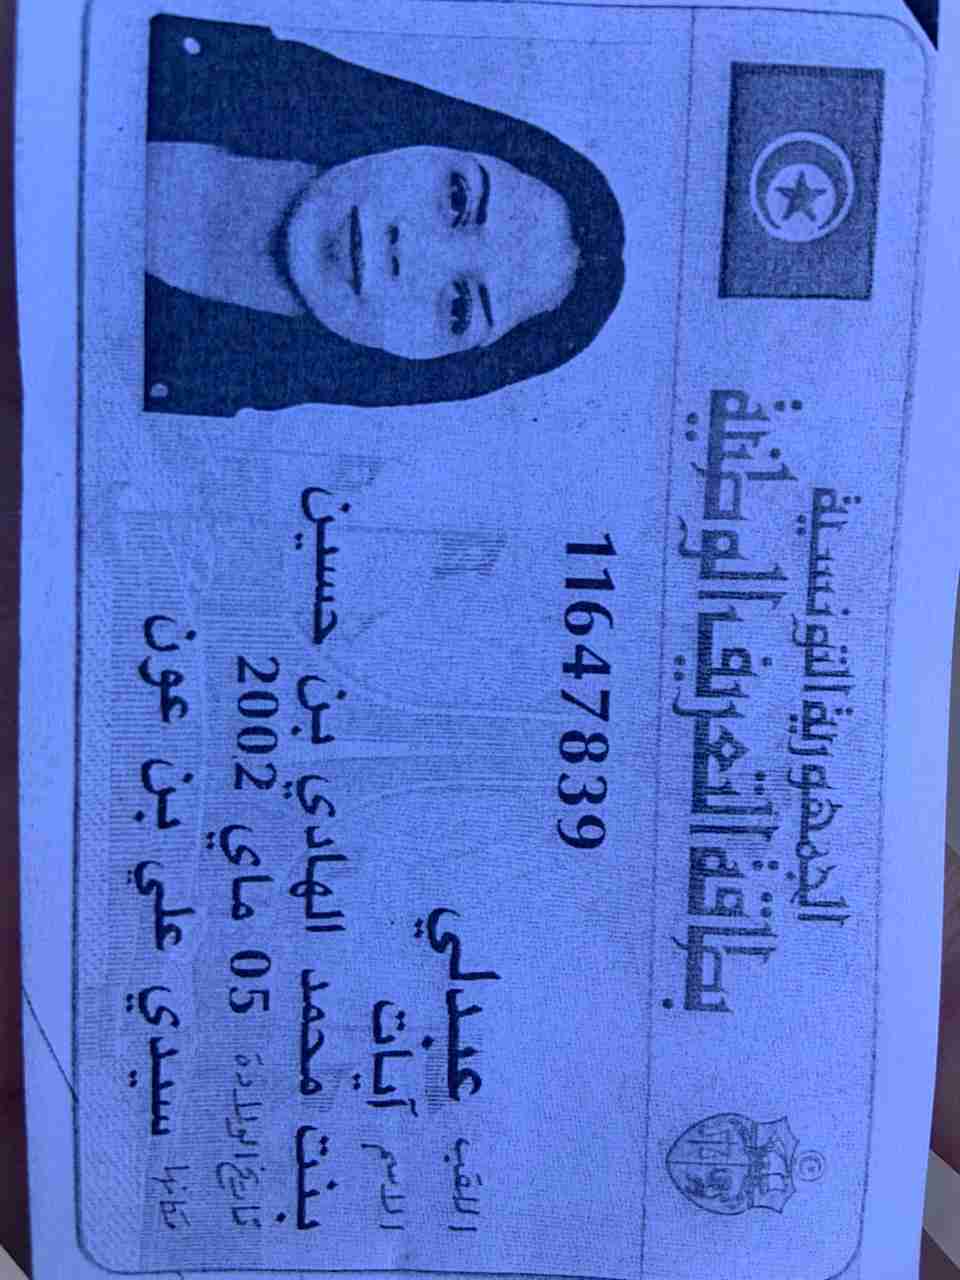 الجمهورية التونسية
بطاقة التعريف الوطنية
11647839
اللقب عبدلي
الاسم آيات
بنت محمد الهادي بن حسين
تاريخ الولادة 05 ماي 2002
مكانها سيدي علي بن عون